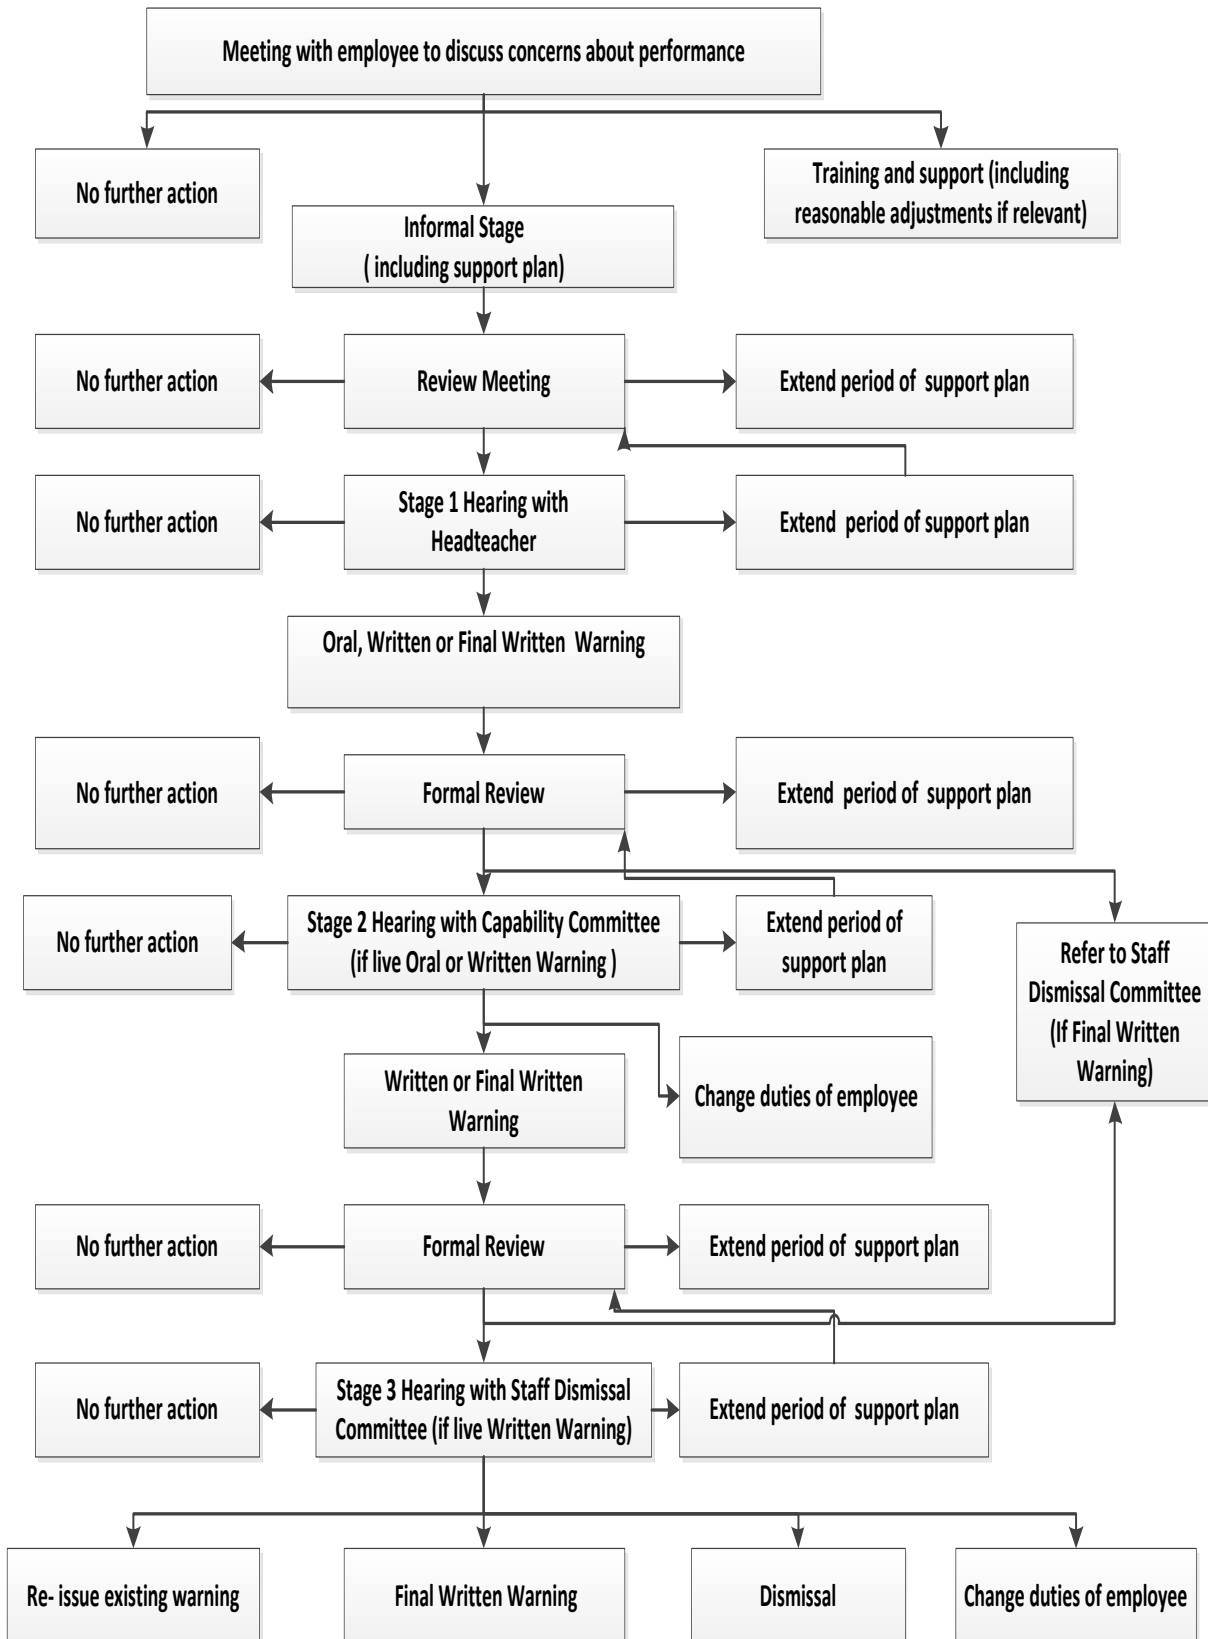 Meeting with employee to discuss concerns about performance
No further action
Training and support (including
reasonable adjustments if relevant)
Informal Stage
( including support plan)
No further action
Review Meeting
Extend period of support plan
No further action
Stage 1 Hearing with
Headteacher
Extend period of support plan
Oral, Written or Final Written Warning
No further action
Formal Review
Extend period of support plan
No further action
Stage 2 Hearing with Capability Committee
(if live Oral or Written Warning )
Extend period of
support plan
Refer to Staff
Dismissal Committee
(If Final Written
Warning)
Written or Final Written
Warning
Change duties of employee
No further action
Formal Review
Extend period of support plan
No further action
Stage 3 Hearing with Staff Dismissal
Committee (if live Written Warning)
Extend period of support plan
Re- issue existing warning
Final Written Warning
Dismissal
Change duties of employee